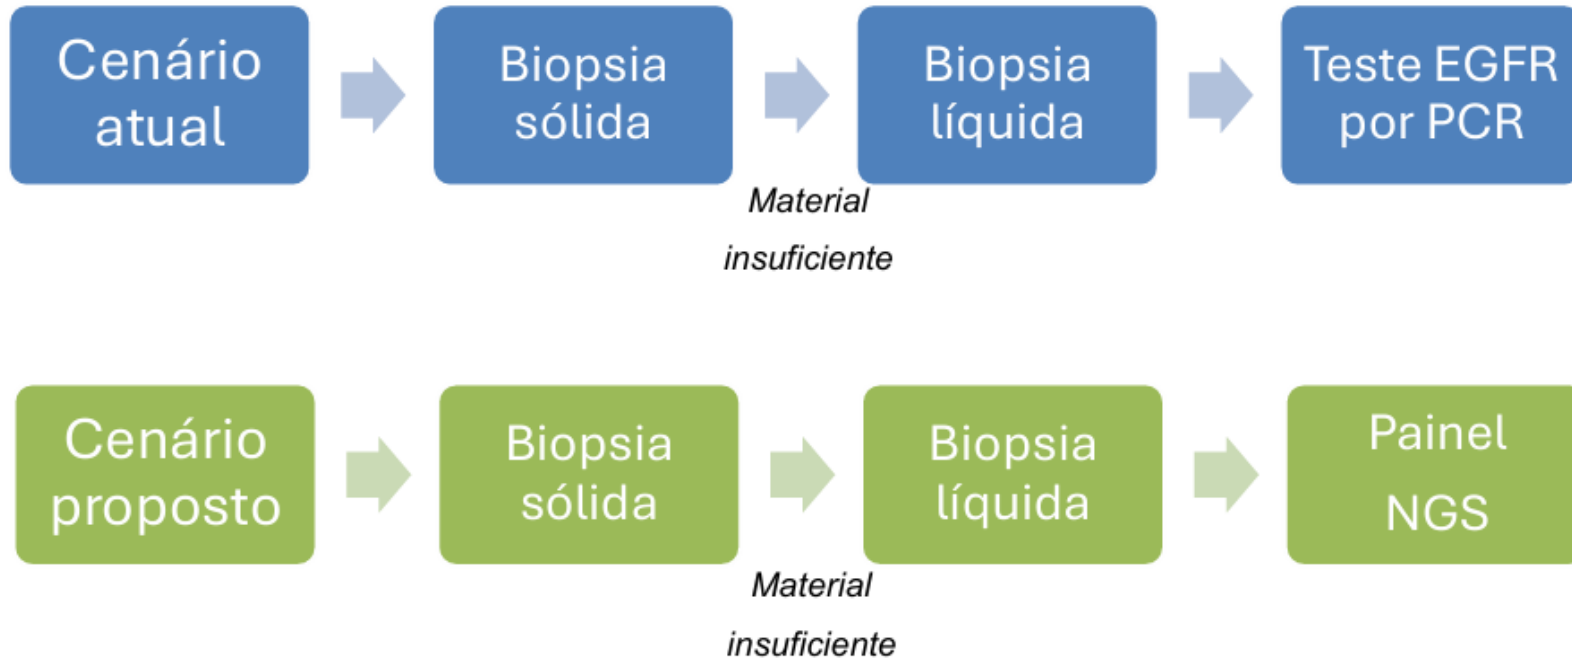 Cenário
atual
Biopsia
sólida
Biopsia
líquida
Teste EGFR
por PCR
Material
insuficiente
Cenário
proposto
Biopsia
sólida
Biopsia
líquida
Painel
NGS
Material
insuficiente